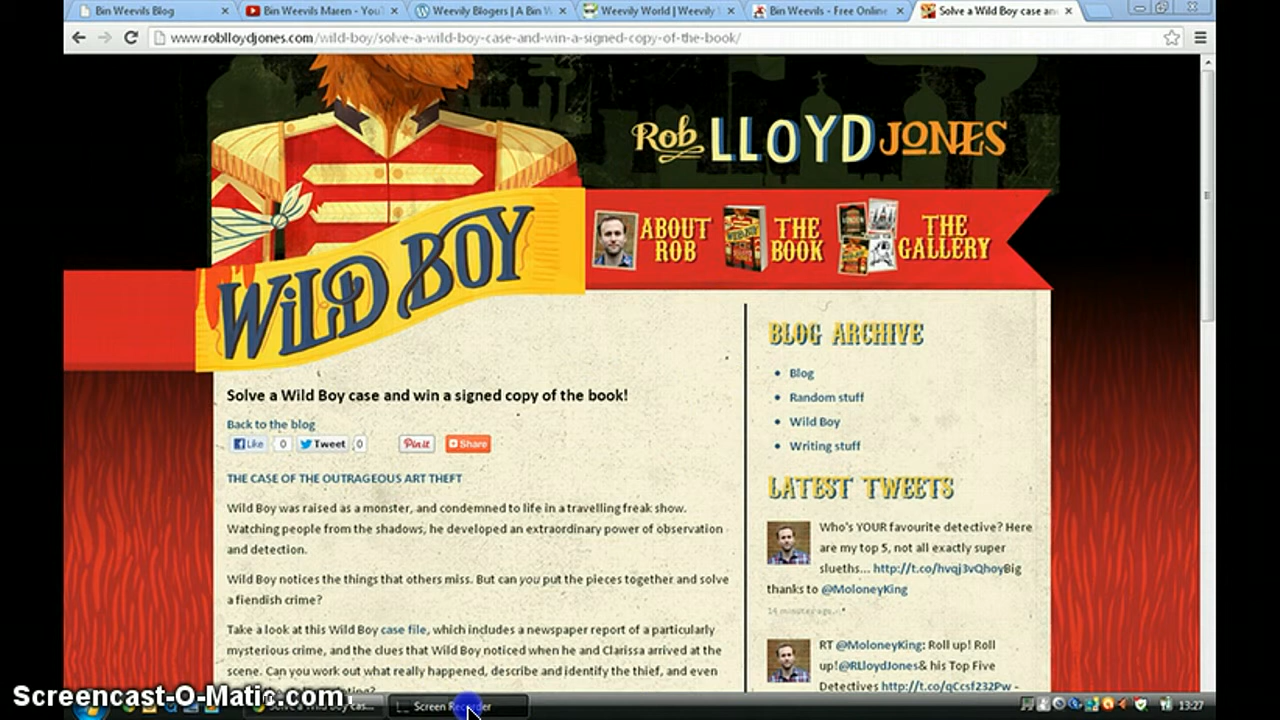 Bin Weevils Blog
Bin Weevils Maren - YouT
Weevily Blogers | A Bin W
Weevily World | Weevily
Bin Weevils - Free Online
Solve a Wild Boy case an
www.roblloydjones.com/wild-boy/solve-a-wild-boy-case-and-win-a-signed-copy-of-the-book/
Rob LLOYD JONES
WILD BOY
ABOUT ROB
THE BOOK
THE GALLERY
Solve a Wild Boy case and win a signed copy of the book!
Back to the blog
Like 0 Tweet 0 Pin it Share
THE CASE OF THE OUTRAGEOUS ART THEFT
Wild Boy was raised as a monster, and condemned to life in a travelling freak show.
Watching people from the shadows, he developed an extraordinary power of observation
and detection.
Wild Boy notices the things that others miss. But can you put the pieces together and solve
a fiendish crime?
Take a look at this Wild Boy case file, which includes a newspaper report of a particularly
mysterious crime, and the clues that Wild Boy noticed when he and Clarissa arrived at the
scene. Can you work out what really happened, describe and identify the thief, and even
BLOG ARCHIVE
• Blog
• Random stuff
• Wild Boy
• Writing stuff
LATEST TWEETS
Who's YOUR favourite detective? Here
are my top 5, not all exactly super
slueths... http://t.co/hvqj3vQhoyBig
thanks to @MoloneyKing
14 minutes ago
RT @MoloneyKing: Roll up! Roll
up!@RLloydJones& his Top Five
Detectives http://t.co/qCcsf232Pw -
Screencast-O-Matic.com
Solve a Wild Boy cas...
Screen Recorder
13:27